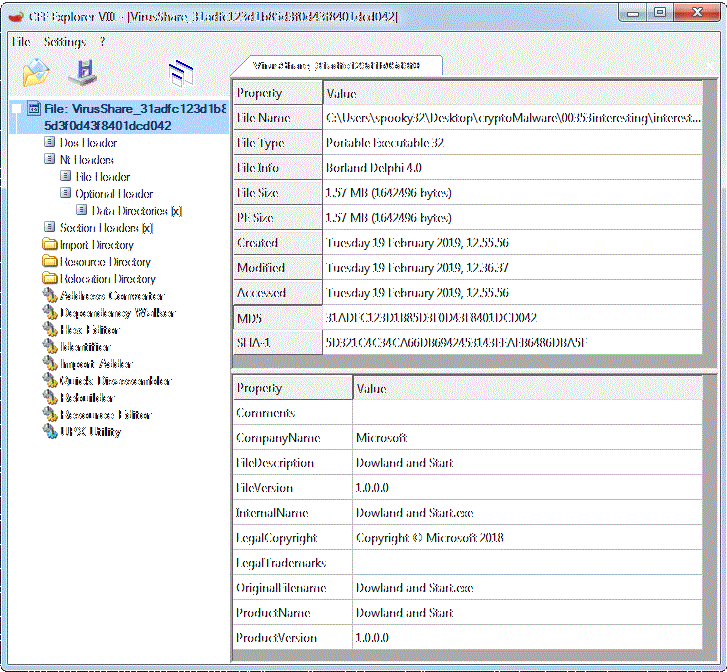 CFF Explorer VIII - [VirusShare_31adfc123d1b85d3f0d43f8401dcd042]
File Settings ?
VirusShare_31adfc123d1b85d3f0d43f8401dcd042
File: VirusShare_31adfc123d1b8
5d3f0d43f8401dcd042
Dos Header
Nt Headers
File Header
Optional Header
Data Directories [x]
Section Headers [x]
Import Directory
Resource Directory
Relocation Directory
Address Converter
Dependency Walker
Hex Editor
Identifier
Import Adder
Quick Disassembler
Rebuilder
Resource Editor
UPX Utility
Property Value
File Name C:\Users\spooky32\Desktop\cryptoMalware\00353interesting\interest...
File Type Portable Executable 32
File Info Borland Delphi 4.0
File Size 1.57 MB (1642496 bytes)
PE Size 1.57 MB (1642496 bytes)
Created Tuesday 19 February 2019, 12.55.56
Modified Tuesday 19 February 2019, 12.36.37
Accessed Tuesday 19 February 2019, 12.55.56
MD5 31ADFC123D1B85D3F0D43F8401DCD042
SHA-1
Property Value
Comments
CompanyName Microsoft
FileDescription Dowland and Start
FileVersion 1.0.0.0
InternalName Dowland and Start.exe
LegalCopyright Copyright © Microsoft 2018
LegalTrademarks
OriginalFilename Dowland and Start.exe
ProductName Dowland and Start
ProductVersion 1.0.0.0